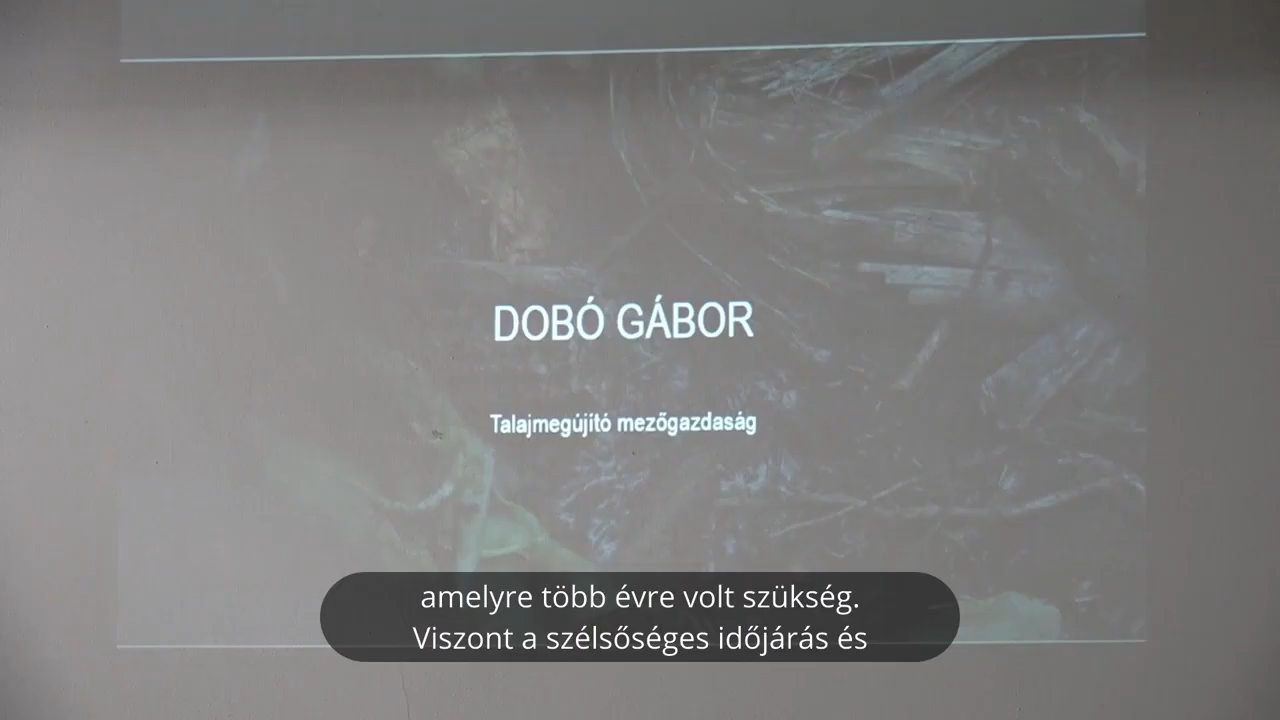 DOBÓ GÁBOR
Talajmegújító mezőgazdaság
amelyre több évre volt szükség.
Viszont a szélsőséges időjárás és